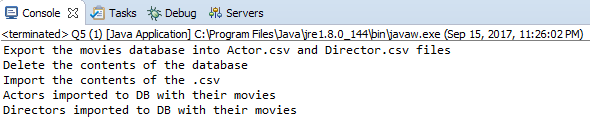 Console Tasks Debug Servers
<terminated> Q5 (1) [Java Application] C:\Program Files\Java\jre1.8.0_144\bin\javaw.exe (Sep 15, 2017, 11:26:02 PM)
Export the movies database into Actor.csv and Director.csv files
Delete the contents of the database
Import the contents of the .csv
Actors imported to DB with their movies
Directors imported to DB with their movies